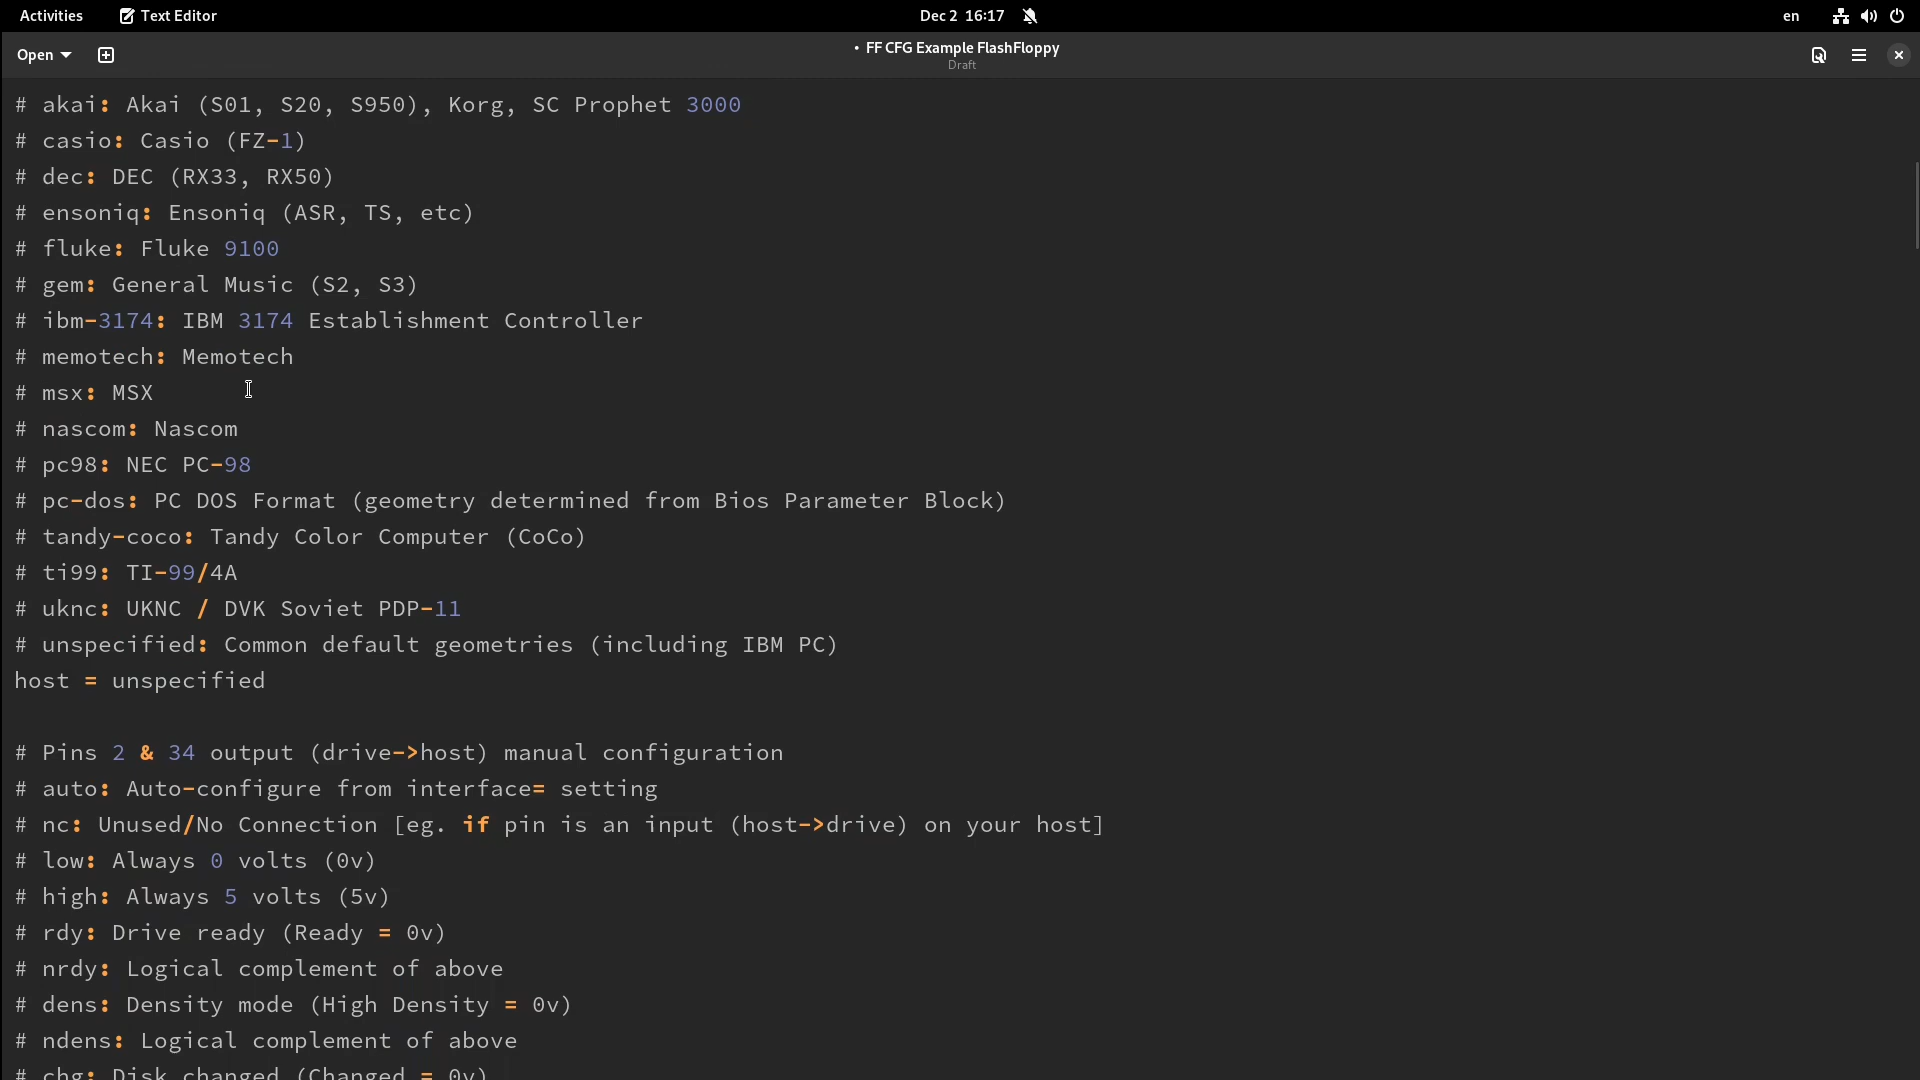 Activities Text Editor Dec 2 16:17 en
Open • FF CFG Example FlashFloppy
Draft
# akai: Akai (S01, S20, S950), Korg, SC Prophet 3000
# casio: Casio (FZ-1)
# dec: DEC (RX33, RX50)
# ensoniq: Ensoniq (ASR, TS, etc)
# fluke: Fluke 9100
# gem: General Music (S2, S3)
# ibm-3174: IBM 3174 Establishment Controller
# memotech: Memotech
# msx: MSX
# nascom: Nascom
# pc98: NEC PC-98
# pc-dos: PC DOS Format (geometry determined from Bios Parameter Block)
# tandy-coco: Tandy Color Computer (CoCo)
# ti99: TI-99/4A
# uknc: UKNC / DVK Soviet PDP-11
# unspecified: Common default geometries (including IBM PC)
host = unspecified
# Pins 2 & 34 output (drive->host) manual configuration
# auto: Auto-configure from interface= setting
# nc: Unused/No Connection [eg. if pin is an input (host->drive) on your host]
# low: Always 0 volts (0v)
# high: Always 5 volts (5v)
# rdy: Drive ready (Ready = 0v)
# nrdy: Logical complement of above
# dens: Density mode (High Density = 0v)
# ndens: Logical complement of above
# chg: Disk changed (Changed = 0v)